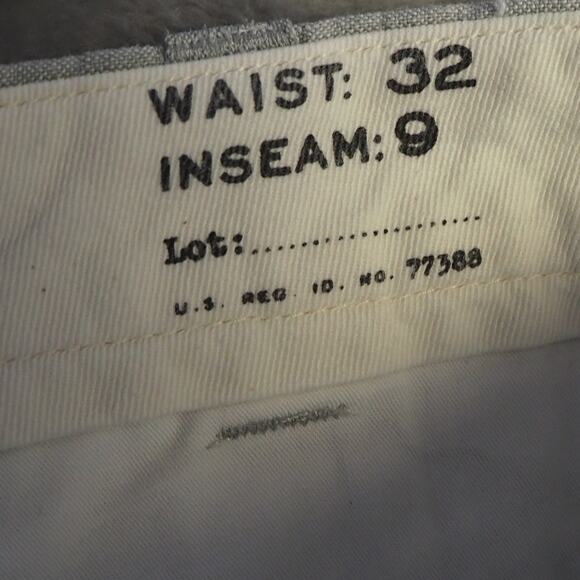 WAIST: 32
INSEAM: 9
Lot:....................
U.S. REG. ID. NO. 77388